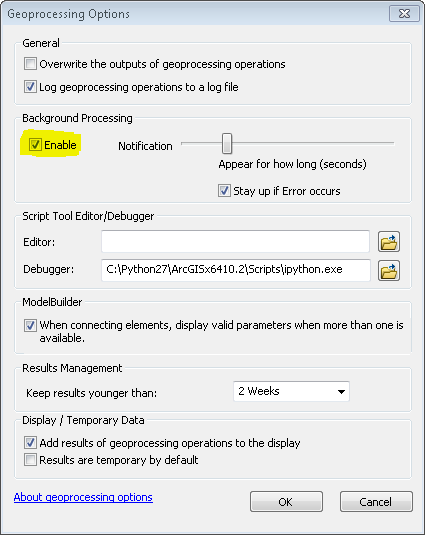 Geoprocessing Options
General
Overwrite the outputs of geoprocessing operations
Log geoprocessing operations to a log file
Background Processing
Enable
Notification
Appear for how long (seconds)
Stay up if Error occurs
Script Tool Editor/Debugger
Editor:
Debugger: C:\Python27\ArcGISx6410.2\Scripts\ipython.exe
ModelBuilder
When connecting elements, display valid parameters when more than one is
available.
Results Management
Keep results younger than: 2 Weeks
Display / Temporary Data
Add results of geoprocessing operations to the display
Results are temporary by default
About geoprocessing options OK Cancel